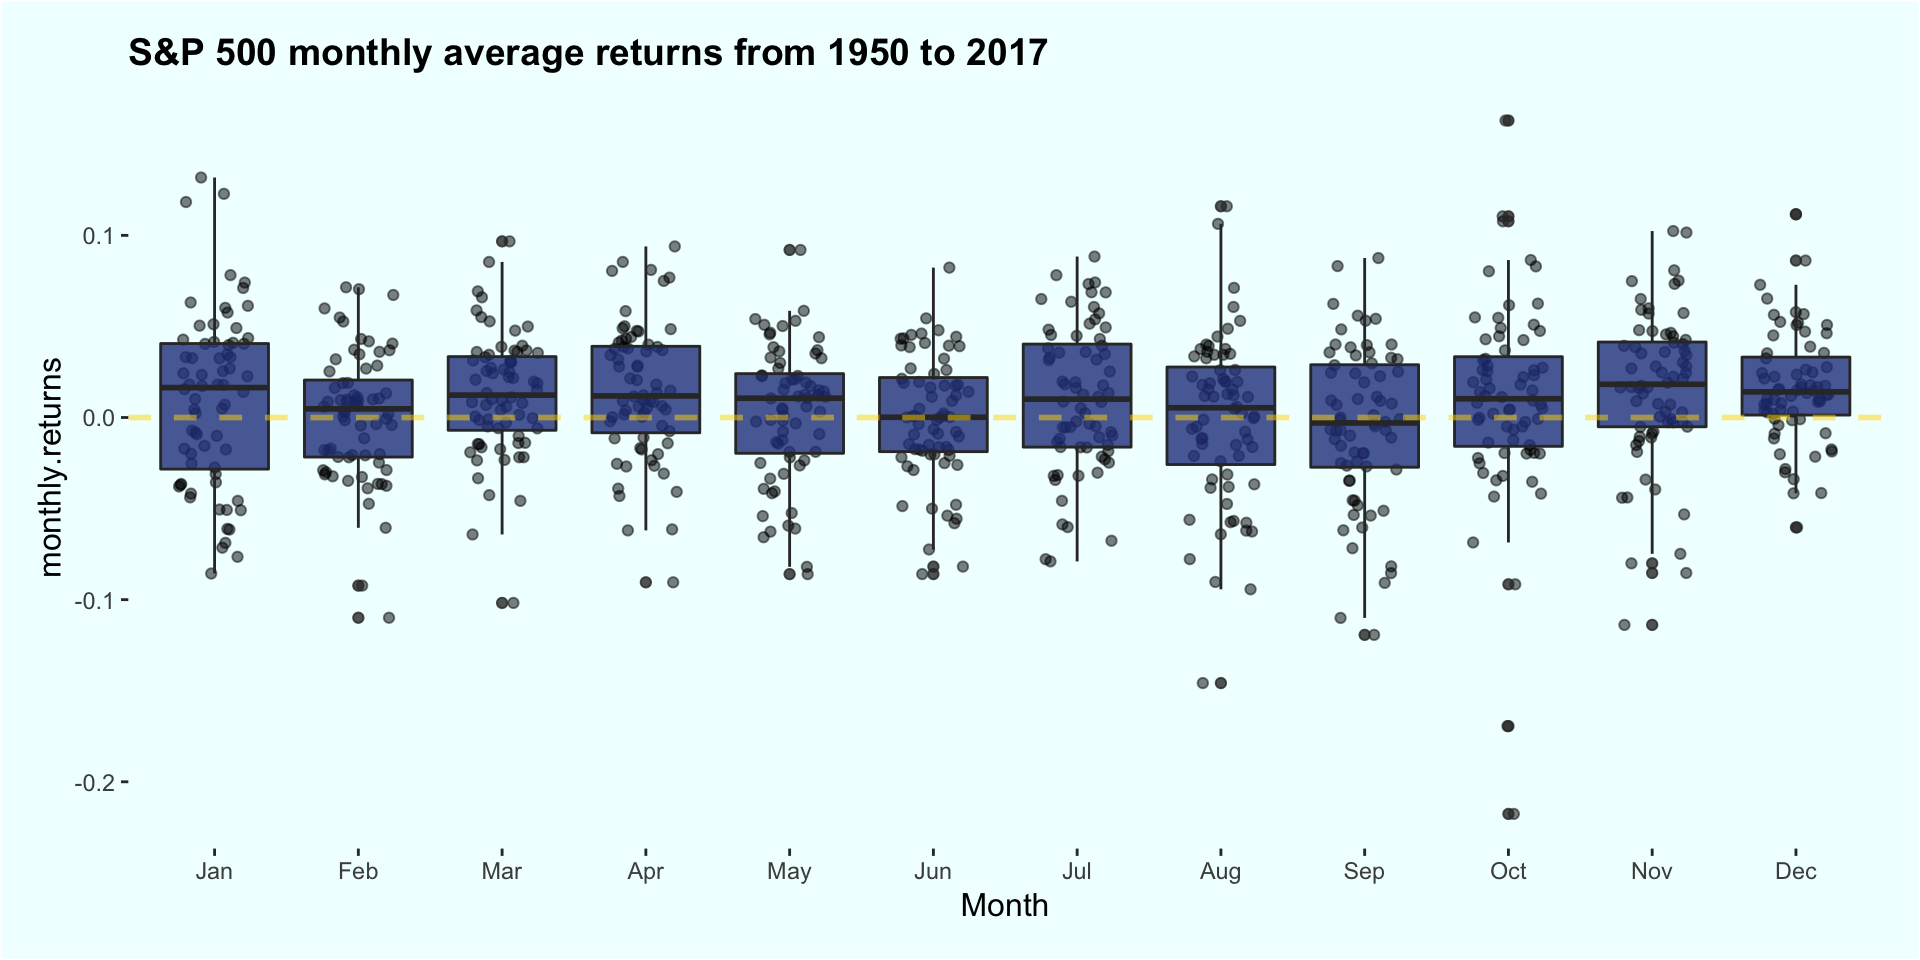 S&P 500 monthly average returns from 1950 to 2017
monthly.returns
0.1
0.0
-0.1
-0.2
Jan Feb Mar Apr May Jun Jul Aug Sep Oct Nov Dec
Month